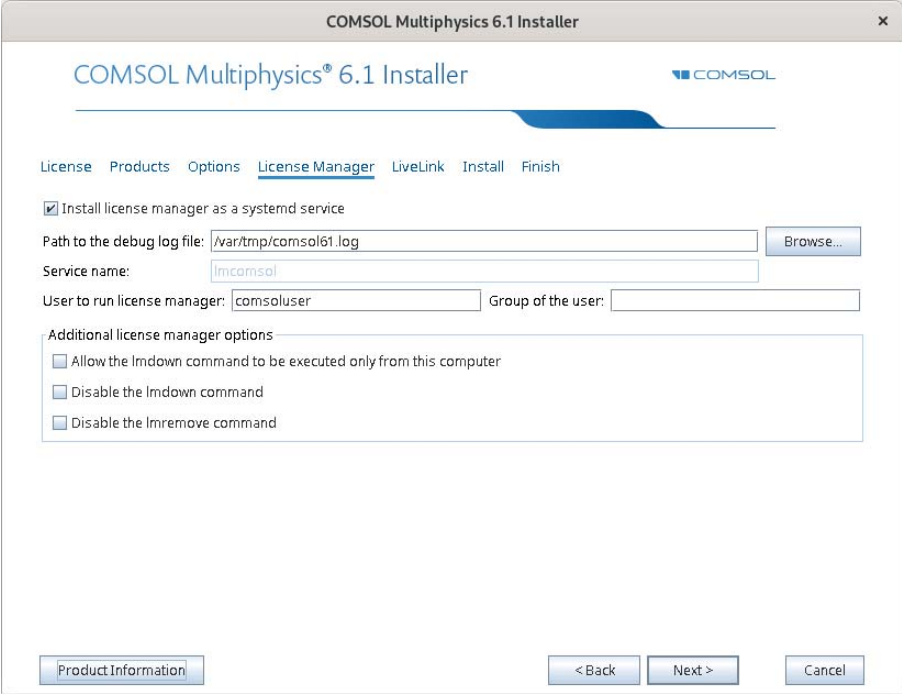 COMSOL Multiphysics 6.1 Installer ×
COMSOL Multiphysics® 6.1 Installer COMSOL
License Products Options License Manager LiveLink Install Finish
Install license manager as a systemd service
Path to the debug log file: /var/tmp/comsol61.log Browse...
Service name: lmcomsol
User to run license manager: comsoluser Group of the user:
Additional license manager options
Allow the lmdown command to be executed only from this computer
Disable the lmdown command
Disable the lmremove command
Product Information < Back Next > Cancel